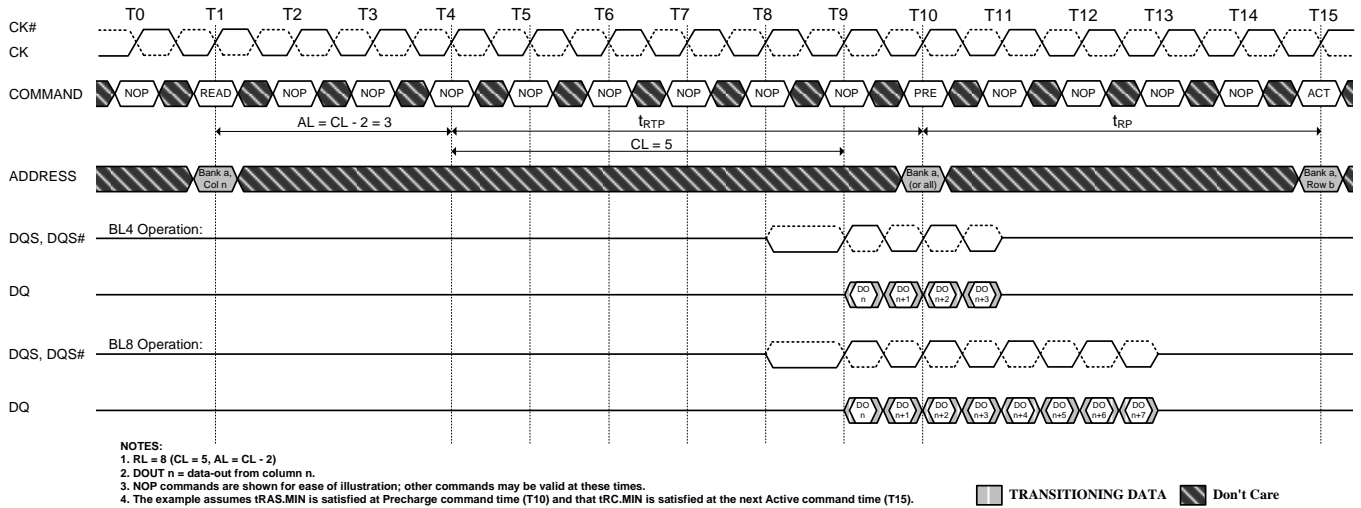 T0 T1 T2 T3 T4 T5 T6 T7 T8 T9 T10 T11 T12 T13 T14 T15
CK#
CK
COMMAND NOP READ NOP NOP NOP NOP NOP NOP NOP NOP PRE NOP NOP NOP NOP ACT
AL = CL - 2 = 3 tRTP tRP
CL = 5
ADDRESS Bank a, Col n Bank a, (or all) Bank a, Row b
BL4 Operation:
DQS, DQS#
DQ DO n DO n+1 DO n+2 DO n+3
BL8 Operation:
DQS, DQS#
DQ DO n DO n+1 DO n+2 DO n+3 DO n+4 DO n+5 DO n+6 DO n+7
NOTES:
1. RL = 8 (CL = 5, AL = CL - 2)
2. DOUT n = data-out from column n.
3. NOP commands are shown for ease of illustration; other commands may be valid at these times.
4. The example assumes tRAS.MIN is satisfied at Precharge command time (T10) and that tRC.MIN is satisfied at the next Active command time (T15).
TRANSITIONING DATA Don't Care